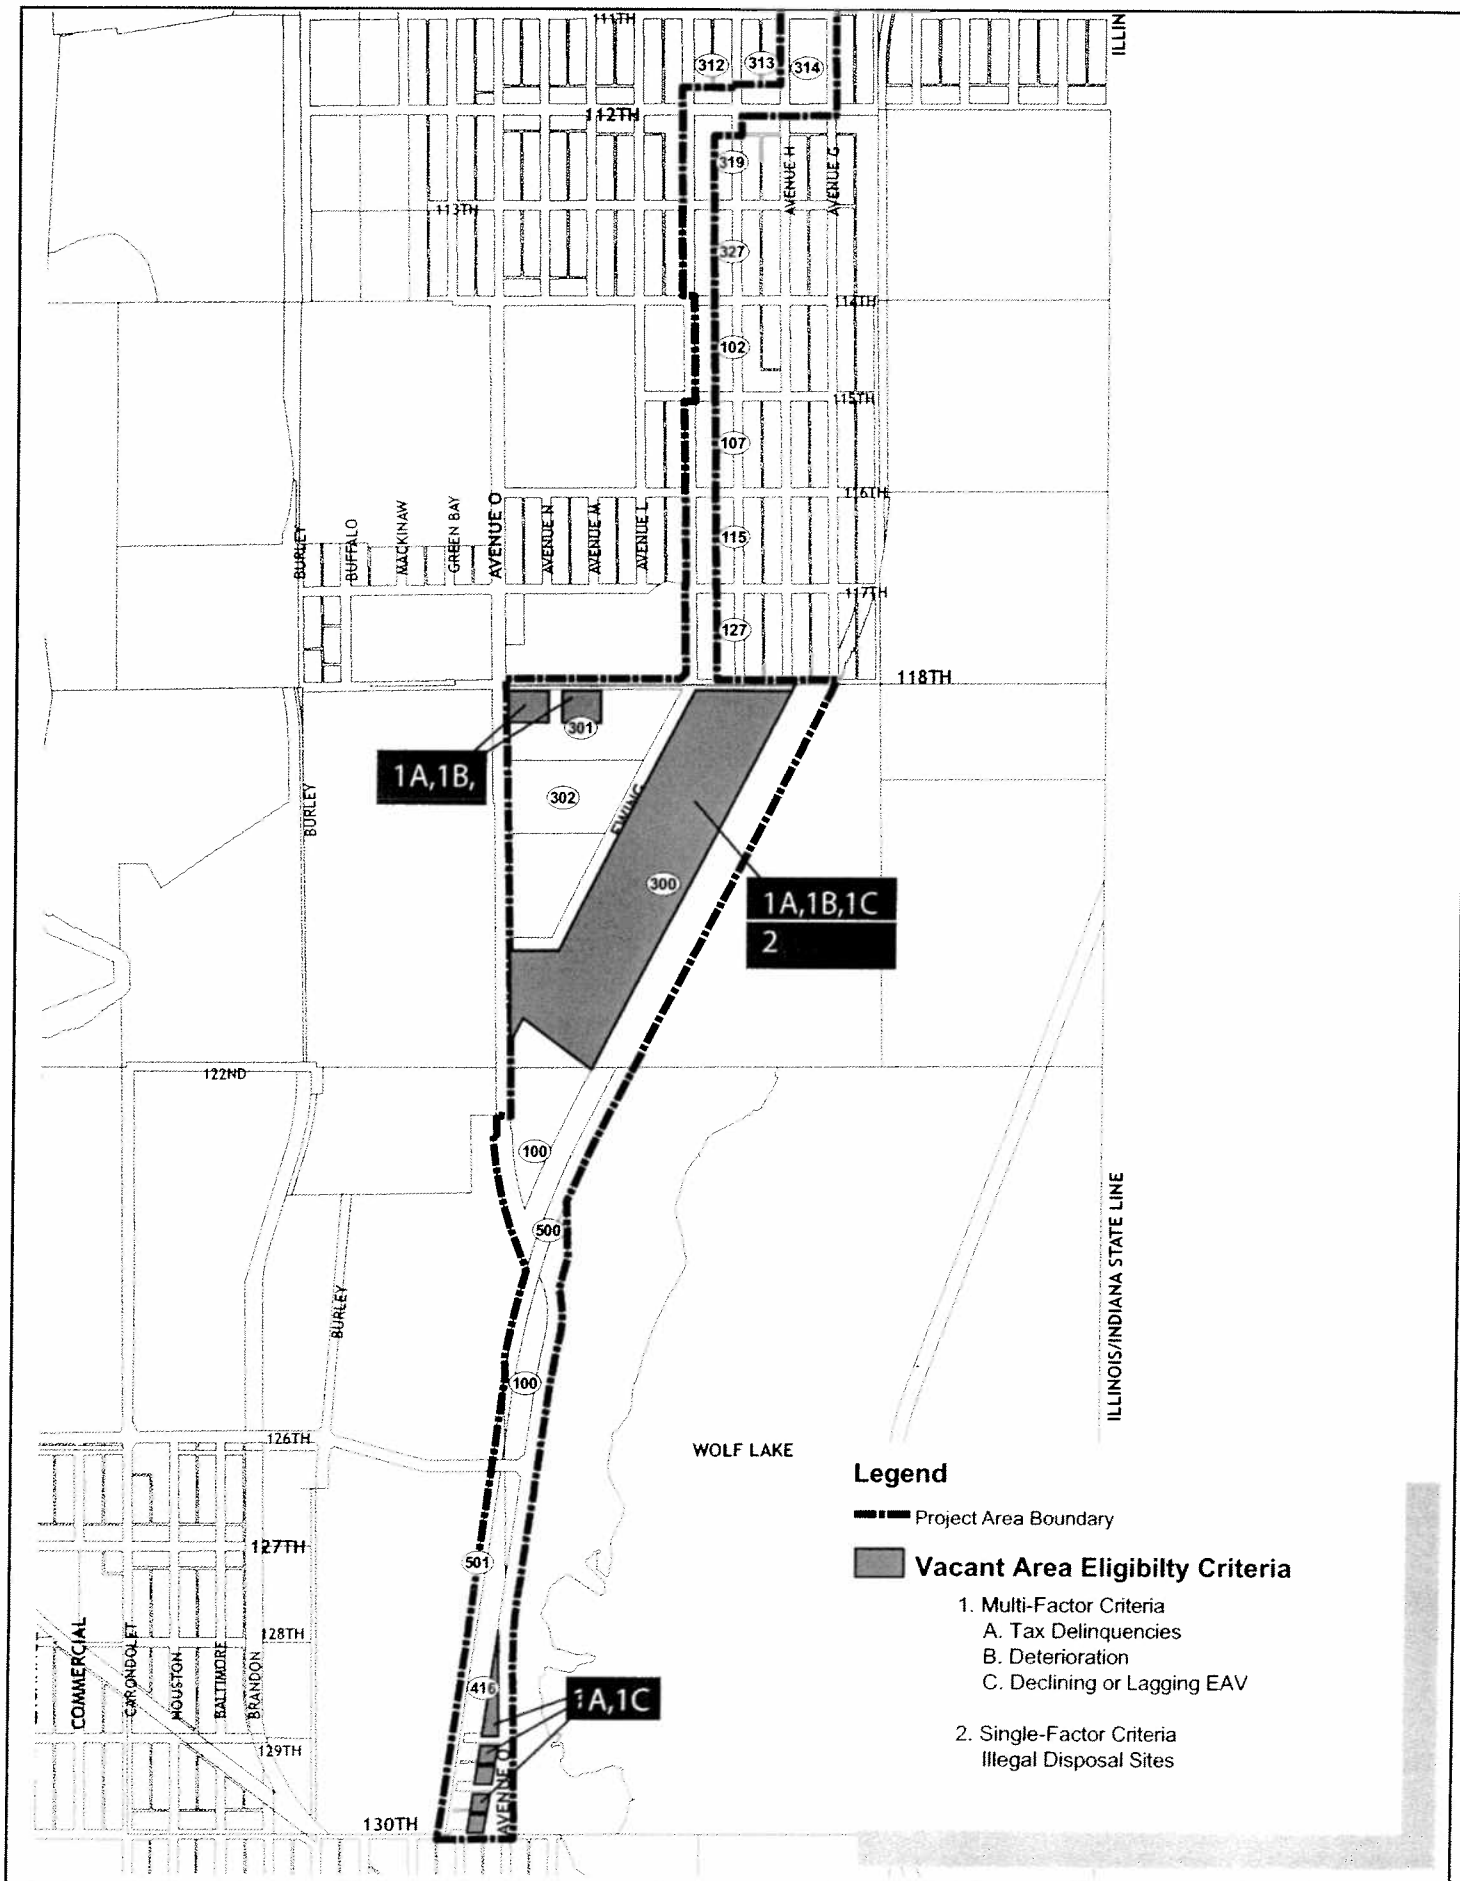 111TH
ILLIN
312
313
314
112TH
319
AVENUE H
AVENUE G
113TH
327
114TH
102
115TH
107
116TH
BURLEY
BUFFALO
MACKINAW
GREEN BAY
AVENUE O
AVENUE N
AVENUE M
AVENUE L
115
117TH
127
118TH
301
1A,1B,
302
BURLEY
EWING
300
1A,1B,1C
2
122ND
100
500
ILLINOIS/INDIANA STATE LINE
BURLEY
100
126TH
WOLF LAKE
Legend
Project Area Boundary
127TH
501
Vacant Area Eligibilty Criteria
1. Multi-Factor Criteria
A. Tax Delinquencies
B. Deterioration
C. Declining or Lagging EAV
2. Single-Factor Criteria
Illegal Disposal Sites
128TH
COMMERCIAL
CARONDOLET
HOUSTON
BALTIMORE
BRANDON
416
1A,1C
129TH
AVENUE O
130TH